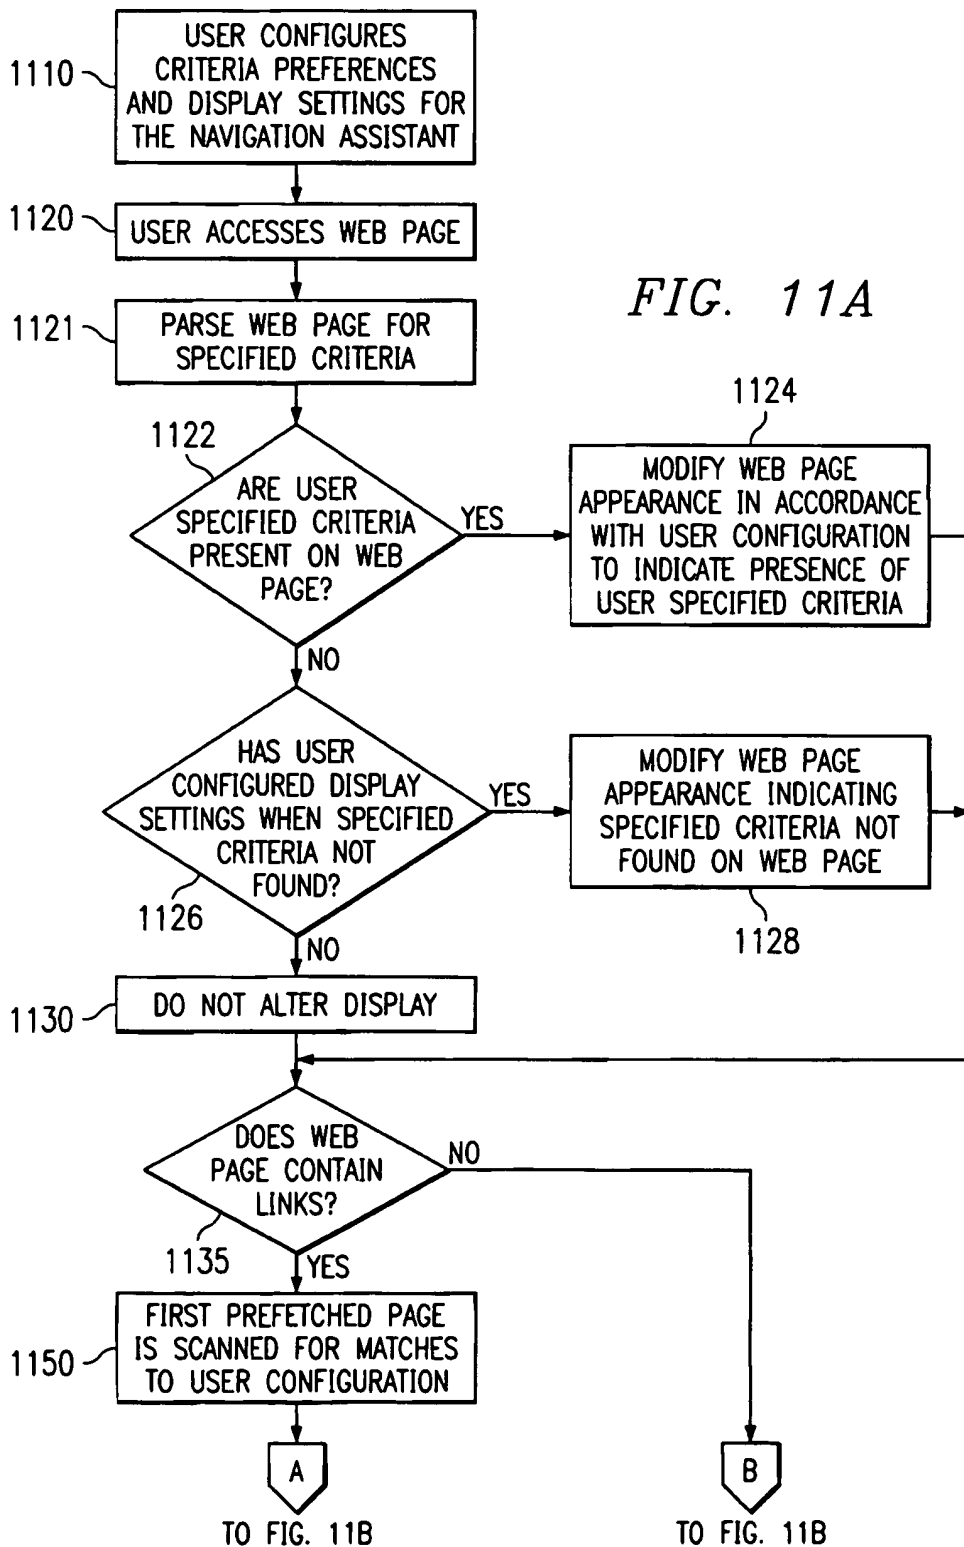 1110
USER CONFIGURES
CRITERIA PREFERENCES
AND DISPLAY SETTINGS FOR
THE NAVIGATION ASSISTANT
1120
USER ACCESSES WEB PAGE
FIG. 11A
1121
PARSE WEB PAGE FOR
SPECIFIED CRITERIA
1122
ARE USER
SPECIFIED CRITERIA
PRESENT ON WEB
PAGE?
YES
1124
MODIFY WEB PAGE
APPEARANCE IN ACCORDANCE
WITH USER CONFIGURATION
TO INDICATE PRESENCE OF
USER SPECIFIED CRITERIA
NO
HAS USER
CONFIGURED DISPLAY
SETTINGS WHEN SPECIFIED
CRITERIA NOT
FOUND?
1126
YES
MODIFY WEB PAGE
APPEARANCE INDICATING
SPECIFIED CRITERIA NOT
FOUND ON WEB PAGE
1128
NO
1130
DO NOT ALTER DISPLAY
DOES WEB
PAGE CONTAIN
LINKS?
1135
NO
YES
1150
FIRST PREFETCHED PAGE
IS SCANNED FOR MATCHES
TO USER CONFIGURATION
A
TO FIG. 11B
B
TO FIG. 11B